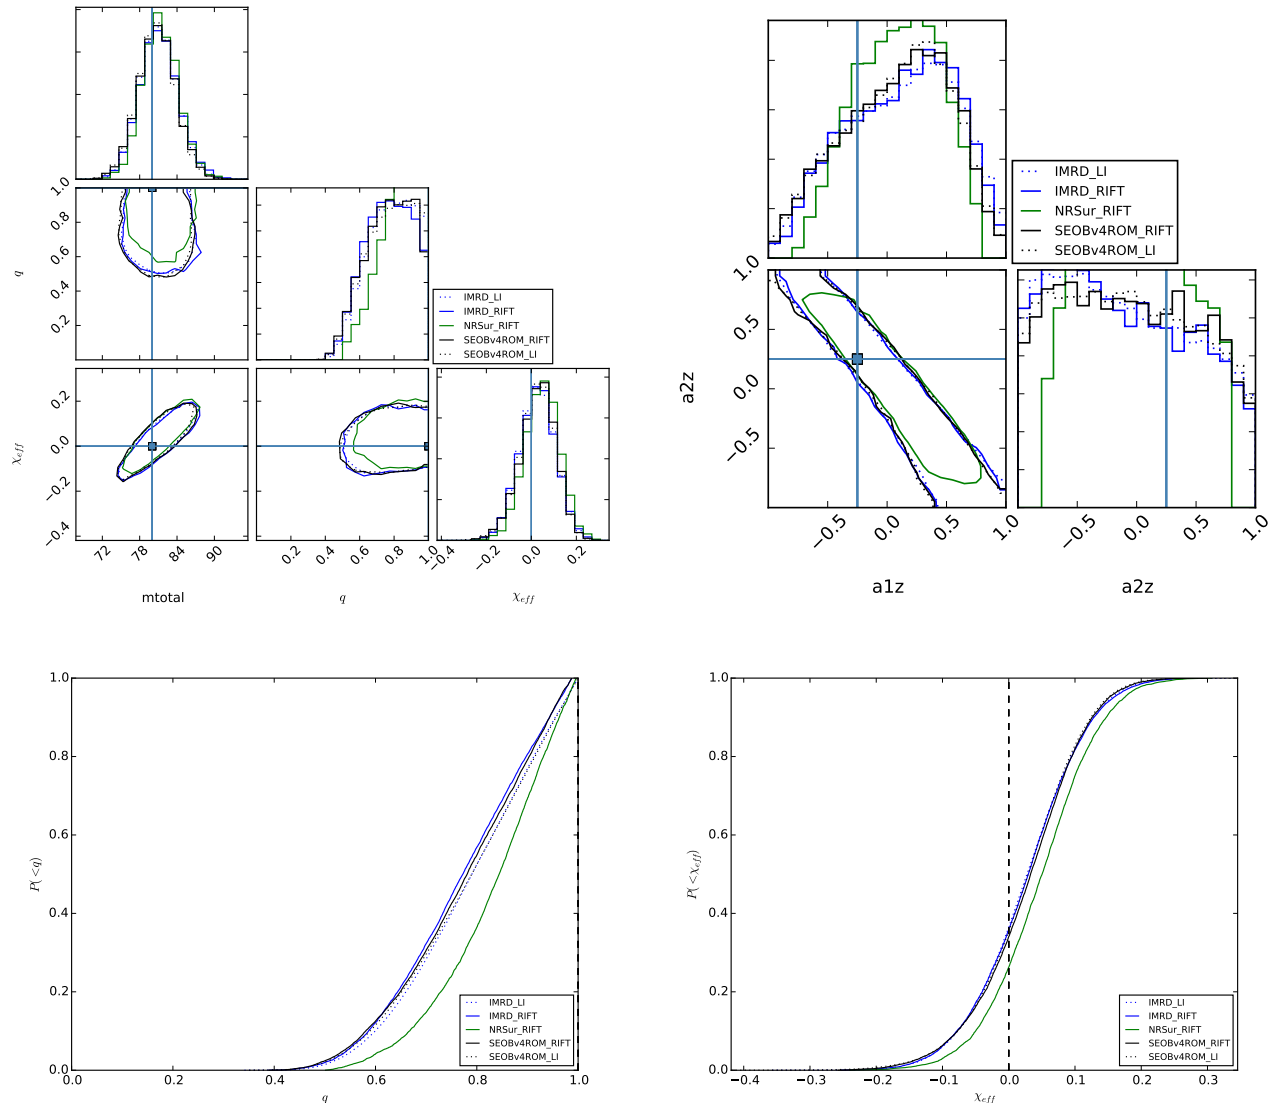 1.0
0.8
0.6
0.4
0.2
q
IMRD_LI
IMRD_RIFT
NRSur_RIFT
SEOBv4ROM_RIFT
SEOBv4ROM_LI
0.2
0.0
−0.2
−0.4
χeff
72
78
84
90
mtotal
0.2
0.4
0.6
0.8
1.0
q
−0.4
−0.2
0.0
0.2
χeff
IMRD_LI
IMRD_RIFT
NRSur_RIFT
SEOBv4ROM_RIFT
SEOBv4ROM_LI
1.0
0.5
0.0
−0.5
a2z
−0.5
0.0
0.5
1.0
a1z
−0.5
0.0
0.5
1.0
a2z
1.0
0.8
0.6
0.4
0.2
0.0
P(<q)
IMRD_LI
IMRD_RIFT
NRSur_RIFT
SEOBv4ROM_RIFT
SEOBv4ROM_LI
0.0
0.2
0.4
0.6
0.8
1.0
q
1.0
0.8
0.6
0.4
0.2
0.0
P(<χeff)
IMRD_LI
IMRD_RIFT
NRSur_RIFT
SEOBv4ROM_RIFT
SEOBv4ROM_LI
−0.4
−0.3
−0.2
−0.1
0.0
0.1
0.2
0.3
χeff